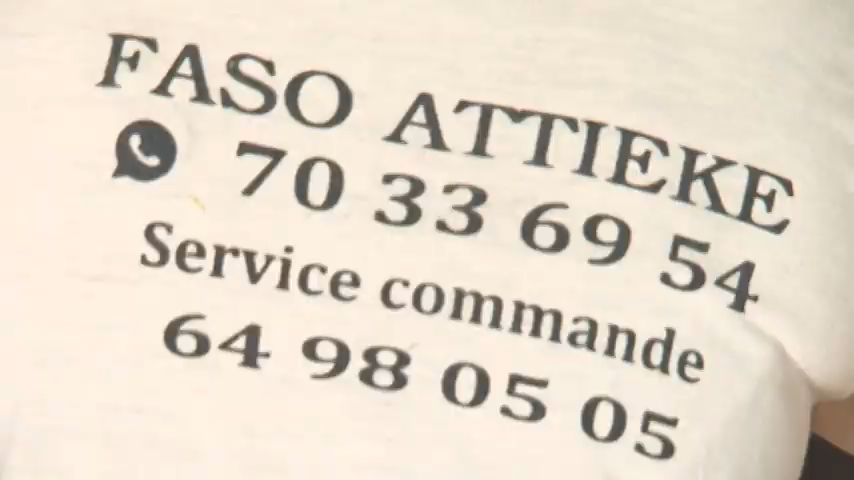 FASO ATTIEKE
70 33 69 54
Service commande
64 98 05 05